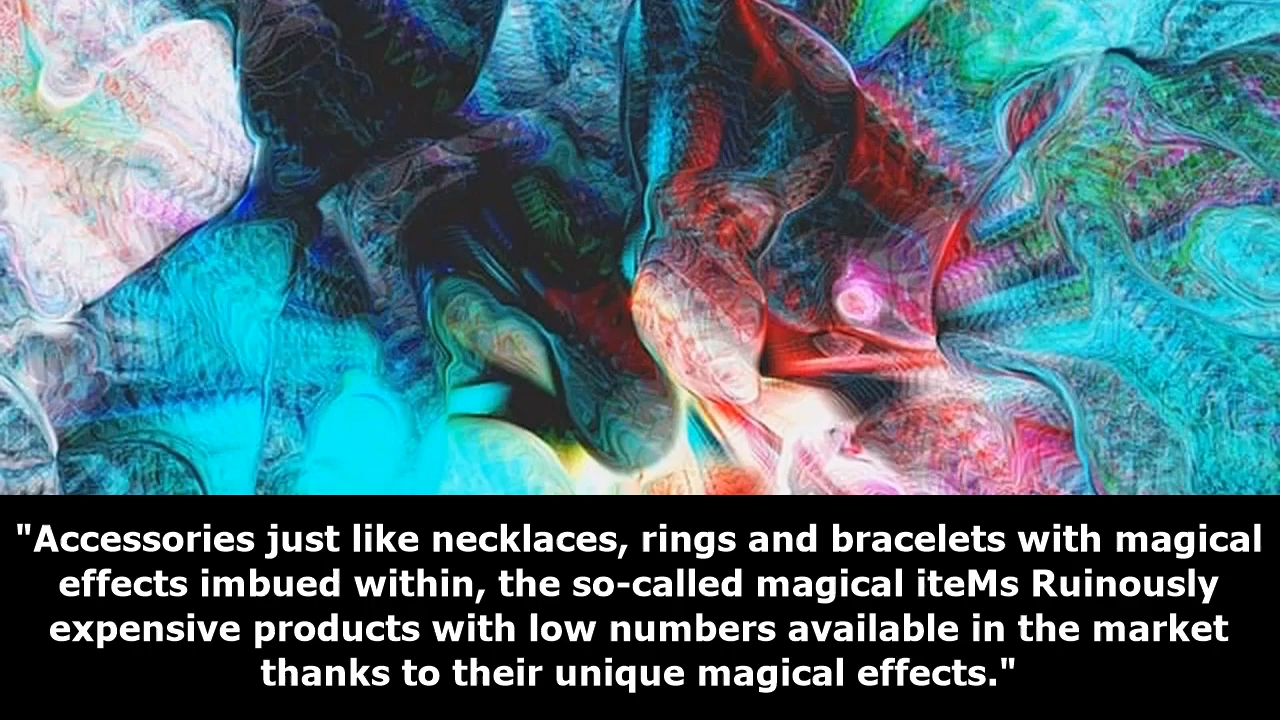 "Accessories just like necklaces, rings and bracelets with magical
effects imbued within, the so-called magical iteMs Ruinously
expensive products with low numbers available in the market
thanks to their unique magical effects."